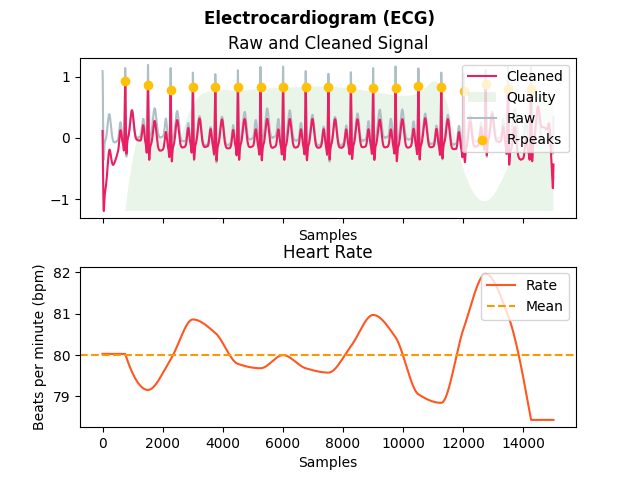 Electrocardiogram (ECG)
Raw and Cleaned Signal
1
0
−1
Cleaned
Quality
Raw
R-peaks
Samples
Heart Rate
82
81
80
79
Beats per minute (bpm)
Rate
Mean
0 2000 4000 6000 8000 10000 12000 14000
Samples